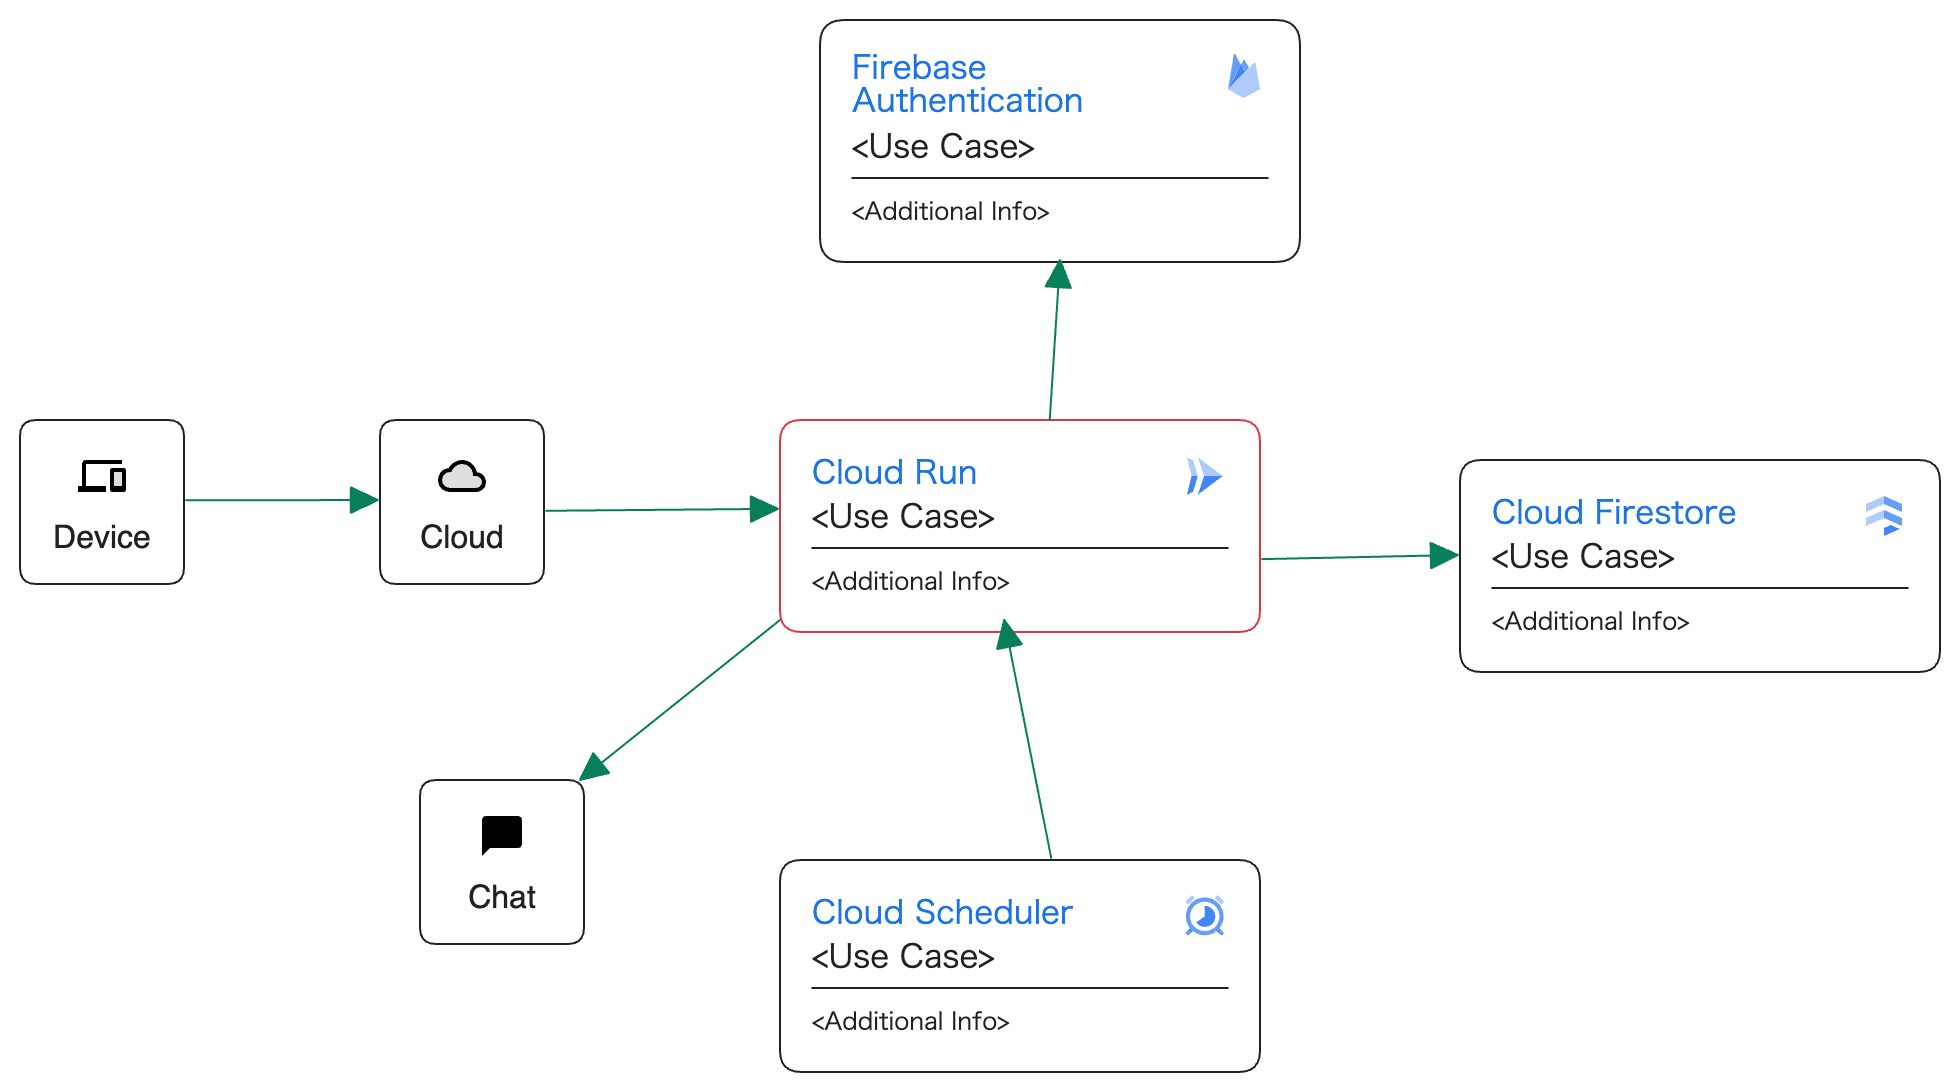 Firebase
Authentication
<Use Case>
<Additional Info>
Device
Cloud
Cloud Run
<Use Case>
<Additional Info>
Cloud Firestore
<Use Case>
<Additional Info>
Chat
Cloud Scheduler
<Use Case>
<Additional Info>